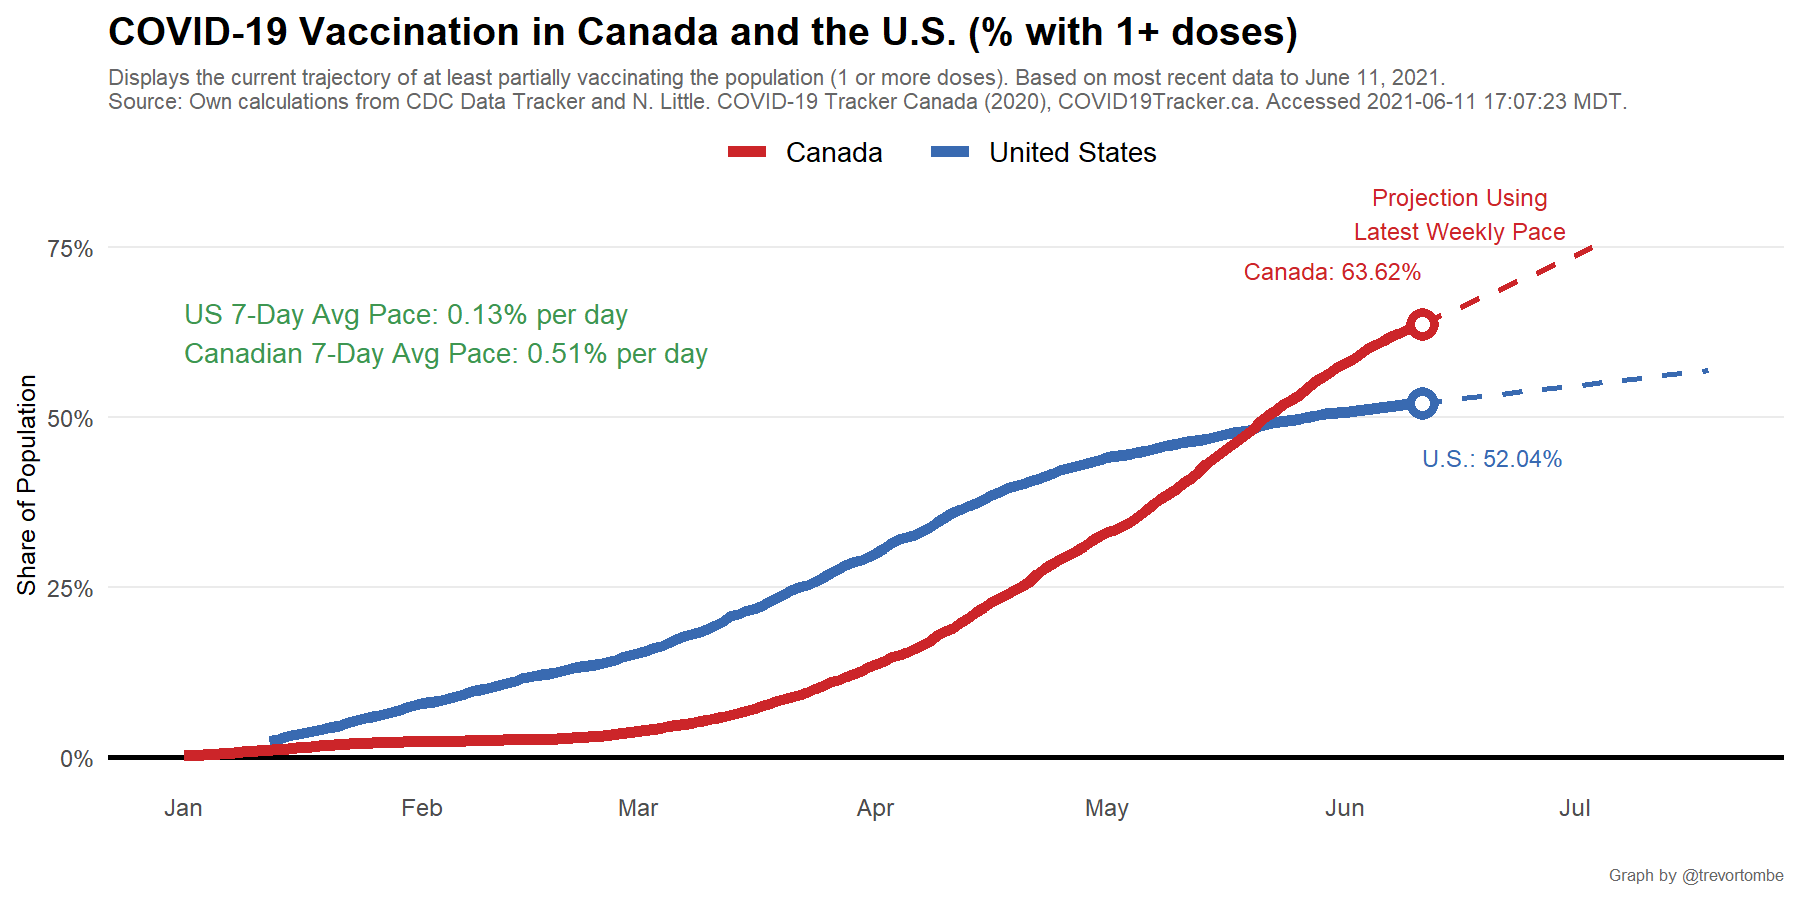 COVID-19 Vaccination in Canada and the U.S. (% with 1+ doses)
Displays the current trajectory of at least partially vaccinating the population (1 or more doses). Based on most recent data to June 11, 2021.
Source: Own calculations from CDC Data Tracker and N. Little. COVID-19 Tracker Canada (2020), COVID19Tracker.ca. Accessed 2021-06-11 17:07:23 MDT.
Canada United States
Projection Using
Latest Weekly Pace
75%
Canada: 63.62%
US 7-Day Avg Pace: 0.13% per day
Canadian 7-Day Avg Pace: 0.51% per day
50%
U.S.: 52.04%
Share of Population
25%
0%
Jan Feb Mar Apr May Jun Jul
Graph by @trevortombe